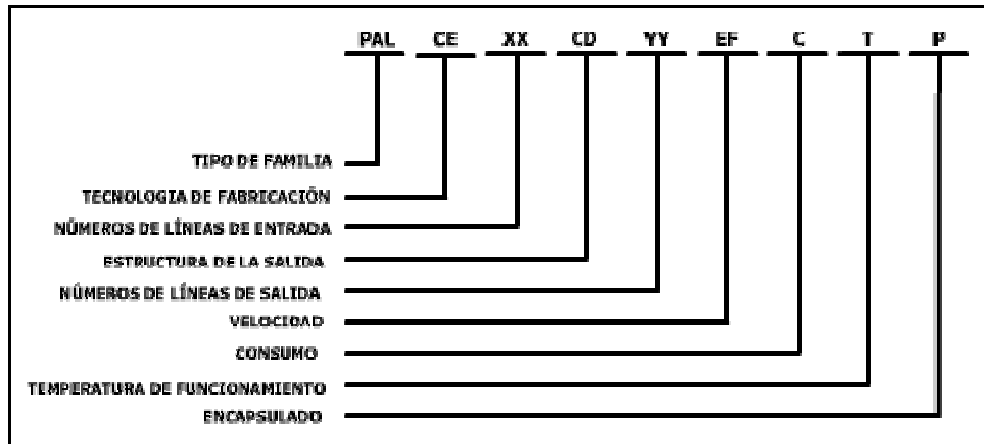 PAL CE XX CD YY EF C T P
TIPO DE FAMILIA
TECNOLOGIA DE FABRICACIÓN
NÚMEROS DE LÍNEAS DE ENTRADA
ESTRUCTURA DE LA SALIDA
NÚMEROS DE LÍNEAS DE SALIDA
VELOCIDAD
CONSUMO
TEMPERATURA DE FUNCIONAMIENTO
ENCAPSULADO